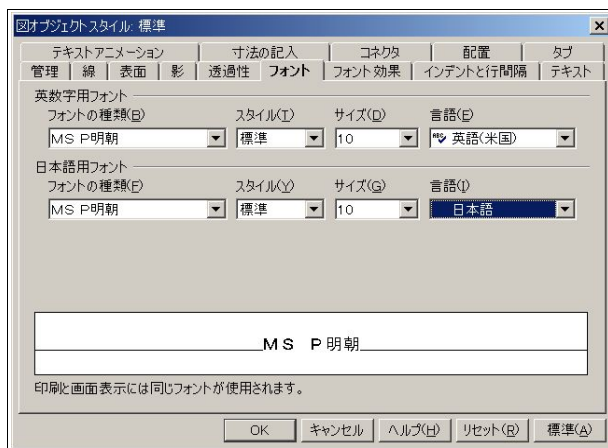 図オブジェクトスタイル: 標準
テキストアニメーション 寸法の記入 コネクタ 配置 タブ
管理 線 表面 影 透過性 フォント フォント効果 インデントと行間隔 テキスト
英数字用フォント
フォントの種類(B) スタイル(T) サイズ(D) 言語(E)
MS P明朝 標準 10 英語(米国)
日本語用フォント
フォントの種類(F) スタイル(Y) サイズ(G) 言語(I)
MS P明朝 標準 10 日本語
MS P明朝
印刷と画面表示には同じフォントが使用されます。
OK キャンセル ヘルプ(H) リセット(R) 標準(A)